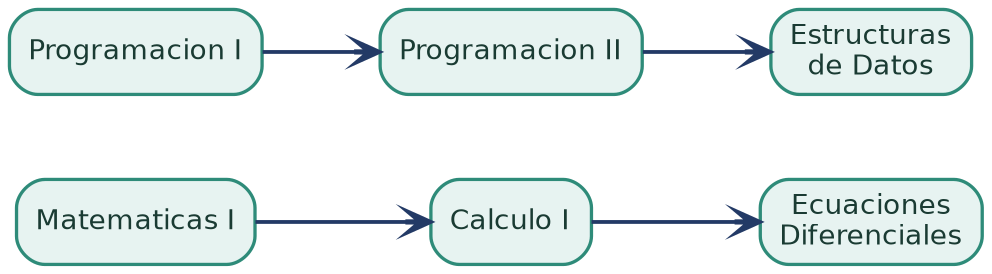 Programacion I
Programacion II
Estructuras
de Datos
Matematicas I
Calculo I
Ecuaciones
Diferenciales